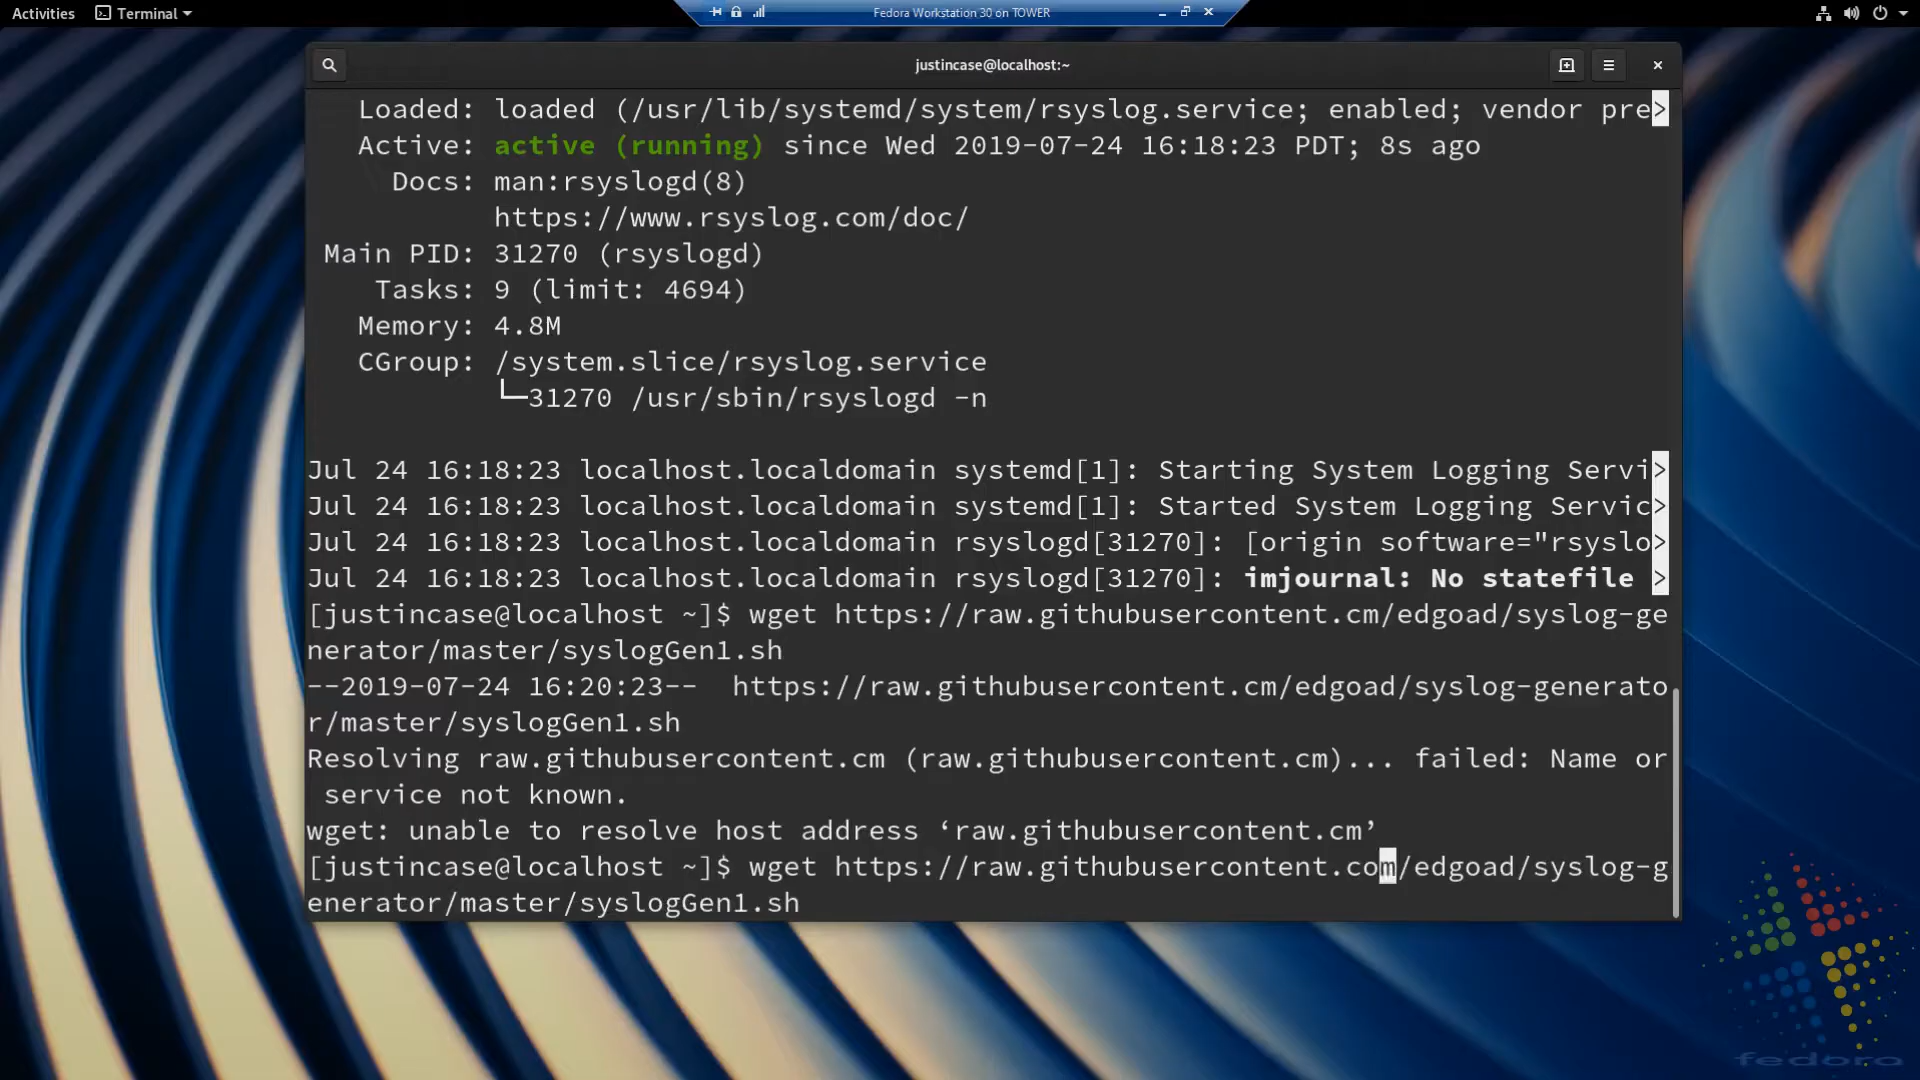 Activities Terminal
Fedora Workstation 30 on TOWER
justincase@localhost:~
Loaded: loaded (/usr/lib/systemd/system/rsyslog.service; enabled; vendor pre>
Active: active (running) since Wed 2019-07-24 16:18:23 PDT; 8s ago
Docs: man:rsyslogd(8)
https://www.rsyslog.com/doc/
Main PID: 31270 (rsyslogd)
Tasks: 9 (limit: 4694)
Memory: 4.8M
CGroup: /system.slice/rsyslog.service
└─31270 /usr/sbin/rsyslogd -n
Jul 24 16:18:23 localhost.localdomain systemd[1]: Starting System Logging Servi>
Jul 24 16:18:23 localhost.localdomain systemd[1]: Started System Logging Servic>
Jul 24 16:18:23 localhost.localdomain rsyslogd[31270]: [origin software="rsyslo>
Jul 24 16:18:23 localhost.localdomain rsyslogd[31270]: imjournal: No statefile >
[justincase@localhost ~]$ wget https://raw.githubusercontent.cm/edgoad/syslog-ge
nerator/master/syslogGen1.sh
--2019-07-24 16:20:23--  https://raw.githubusercontent.cm/edgoad/syslog-generato
r/master/syslogGen1.sh
Resolving raw.githubusercontent.cm (raw.githubusercontent.cm)... failed: Name or
service not known.
wget: unable to resolve host address ‘raw.githubusercontent.cm’
[justincase@localhost ~]$ wget https://raw.githubusercontent.com/edgoad/syslog-g
enerator/master/syslogGen1.sh
fedora